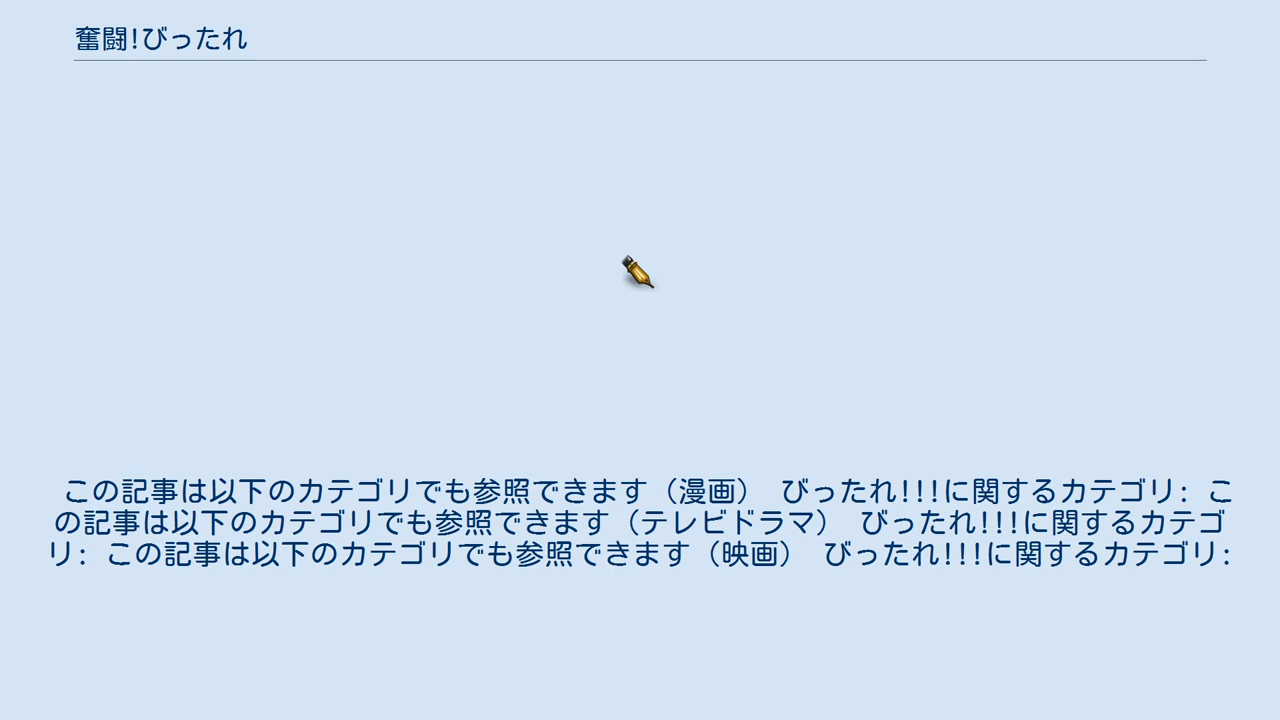 奮闘!びったれ
この記事は以下のカテゴリでも参照できます（漫画） びったれ!!!に関するカテゴリ: こ
の記事は以下のカテゴリでも参照できます（テレビドラマ） びったれ!!!に関するカテゴ
リ: この記事は以下のカテゴリでも参照できます（映画） びったれ!!!に関するカテゴリ: